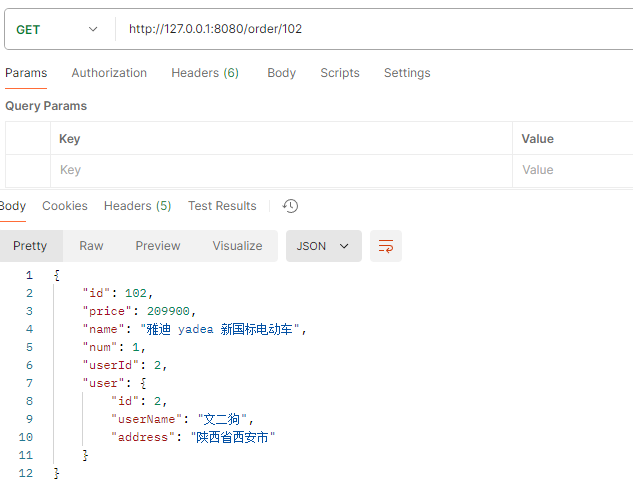 GET http://127.0.0.1:8080/order/102
Params Authorization Headers (6) Body Scripts Settings
Query Params
Key Value
Key Value
Body Cookies Headers (5) Test Results
Pretty Raw Preview Visualize JSON
1 {
2 "id": 102,
3 "price": 209900,
4 "name": "雅迪 yadea 新国标电动车",
5 "num": 1,
6 "userId": 2,
7 "user": {
8 "id": 2,
9 "userName": "文二狗",
10 "address": "陕西省西安市"
11 }
12 }